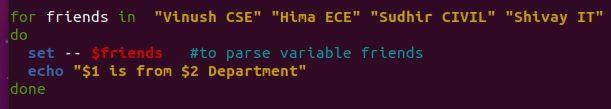 for friends in  "Vinush CSE" "Hima ECE" "Sudhir CIVIL" "Shivay IT"
do
  set -- $friends   #to parse variable friends
  echo "$1 is from $2 Department"
done